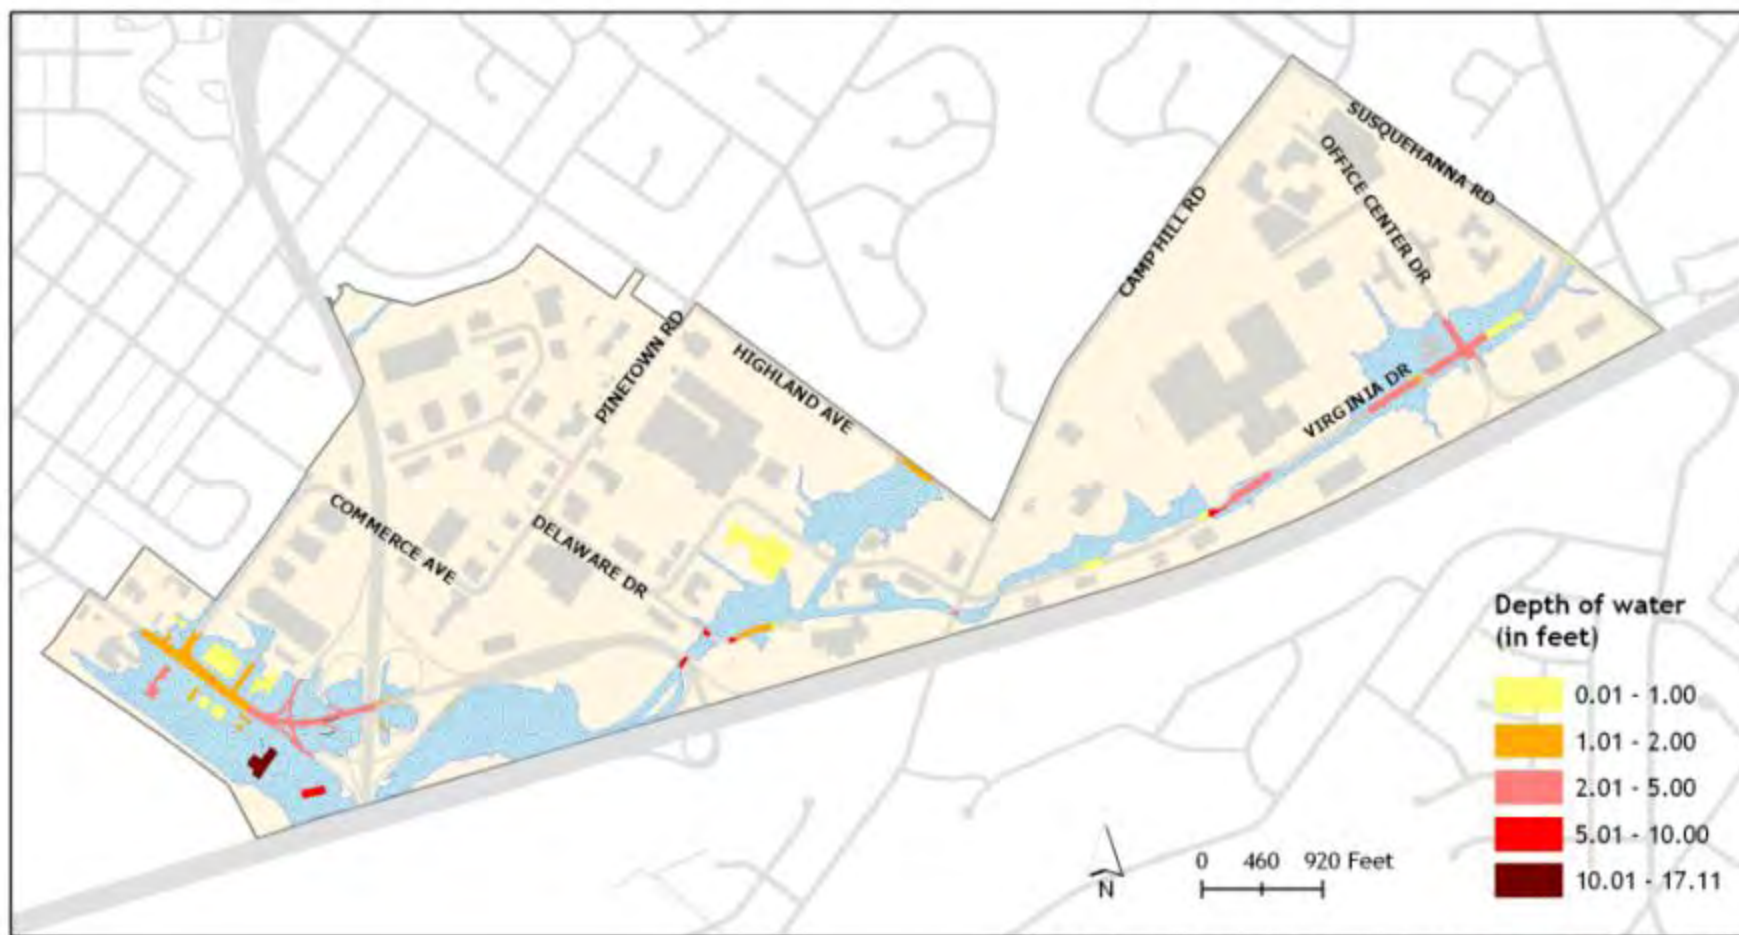 SUSQUEHANNA RD
OFFICE CENTER DR
CAMP HILL RD
PINETOWN RD
HIGHLAND AVE
VIRGINIA DR
COMMERCE AVE
DELAWARE DR
Depth of water
(in feet)
0.01 - 1.00
1.01 - 2.00
2.01 - 5.00
5.01 - 10.00
10.01 - 17.11
0 460 920 Feet
N